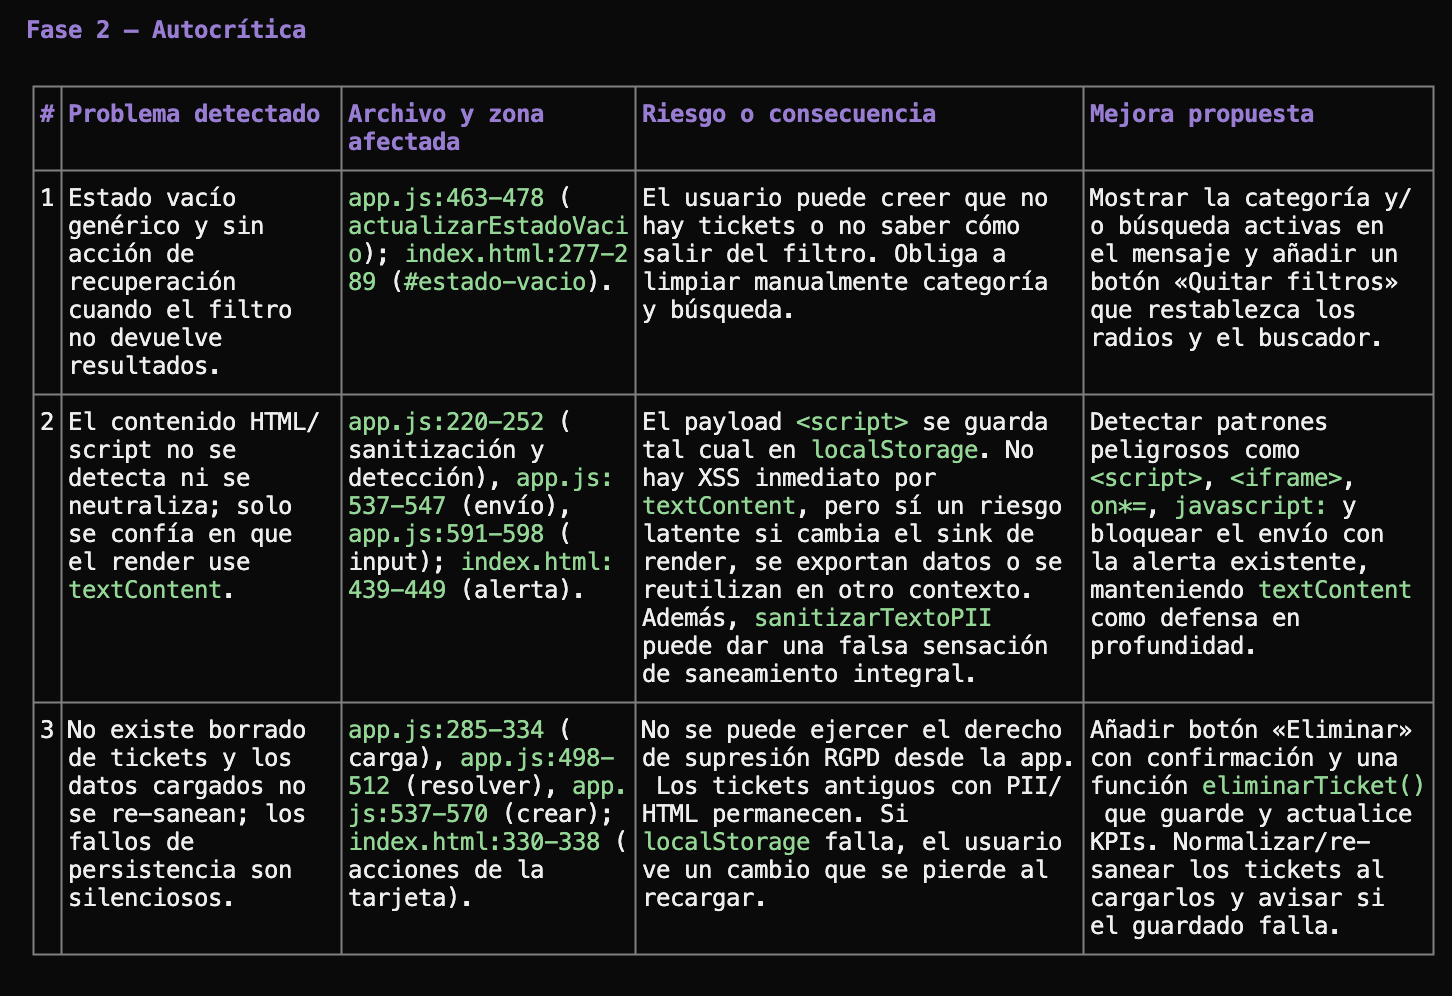 Fase 2 — Autocrítica
#
Problema detectado
Archivo y zona
afectada
Riesgo o consecuencia
Mejora propuesta
1
Estado vacío
genérico y sin
acción de
recuperación
cuando el filtro
no devuelve
resultados.
app.js:463–478 (
actualizarEstadoVaci
o); index.html:277–2
89 (#estado-vacio).
El usuario puede creer que no
hay tickets o no saber cómo
salir del filtro. Obliga a
limpiar manualmente categoría
y búsqueda.
Mostrar la categoría y/
o búsqueda activas en
el mensaje y añadir un
botón «Quitar filtros»
que restablezca los
radios y el buscador.
2
El contenido HTML/
script no se
detecta ni se
neutraliza; solo
se confía en que
el render use
textContent.
app.js:220–252 (
sanitización y
detección), app.js:
537–547 (envío),
app.js:591–598 (
input); index.html:
439–449 (alerta).
El payload <script> se guarda
tal cual en localStorage. No
hay XSS inmediato por
textContent, pero sí un riesgo
latente si cambia el sink de
render, se exportan datos o se
reutilizan en otro contexto.
Además, sanitizarTextoPII
puede dar una falsa sensación
de saneamiento integral.
Detectar patrones
peligrosos como
<script>, <iframe>,
on*=, javascript: y
bloquear el envío con
la alerta existente,
manteniendo textContent
como defensa en
profundidad.
3
No existe borrado
de tickets y los
datos cargados no
se re-sanean; los
fallos de
persistencia son
silenciosos.
app.js:285–334 (
carga), app.js:498–
512 (resolver), app.
js:537–570 (crear);
index.html:330–338 (
acciones de la
tarjeta).
No se puede ejercer el derecho
de supresión RGPD desde la app.
Los tickets antiguos con PII/
HTML permanecen. Si
localStorage falla, el usuario
ve un cambio que se pierde al
recargar.
Añadir botón «Eliminar»
con confirmación y una
función eliminarTicket()
que guarde y actualice
KPIs. Normalizar/re-
sanear los tickets al
cargarlos y avisar si
el guardado falla.